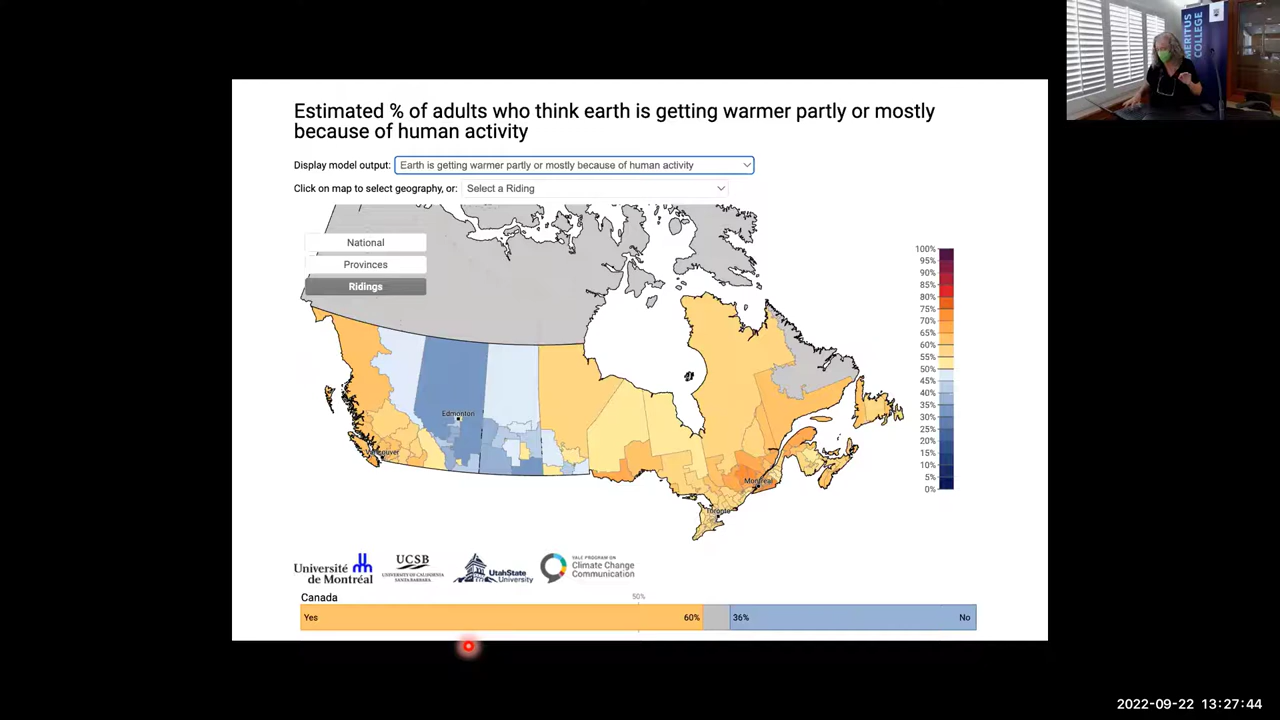 MERITUS
COLLEGE
Estimated % of adults who think earth is getting warmer partly or mostly
because of human activity
Display model output: Earth is getting warmer partly or mostly because of human activity
Click on map to select geography, or: Select a Riding
National
Provinces
Ridings
100%
95%
90%
85%
80%
75%
70%
65%
60%
55%
50%
45%
40%
35%
30%
25%
20%
15%
10%
5%
0%
Edmonton
Vancouver
Montreal
Toronto
Université
de Montréal
UCSB
UNIVERSITY OF CALIFORNIA
SANTA BARBARA
UtahState
University
YALE PROGRAM ON
Climate Change
Communication
Canada
50%
Yes 60% 36% No
2022-09-22 13:27:44